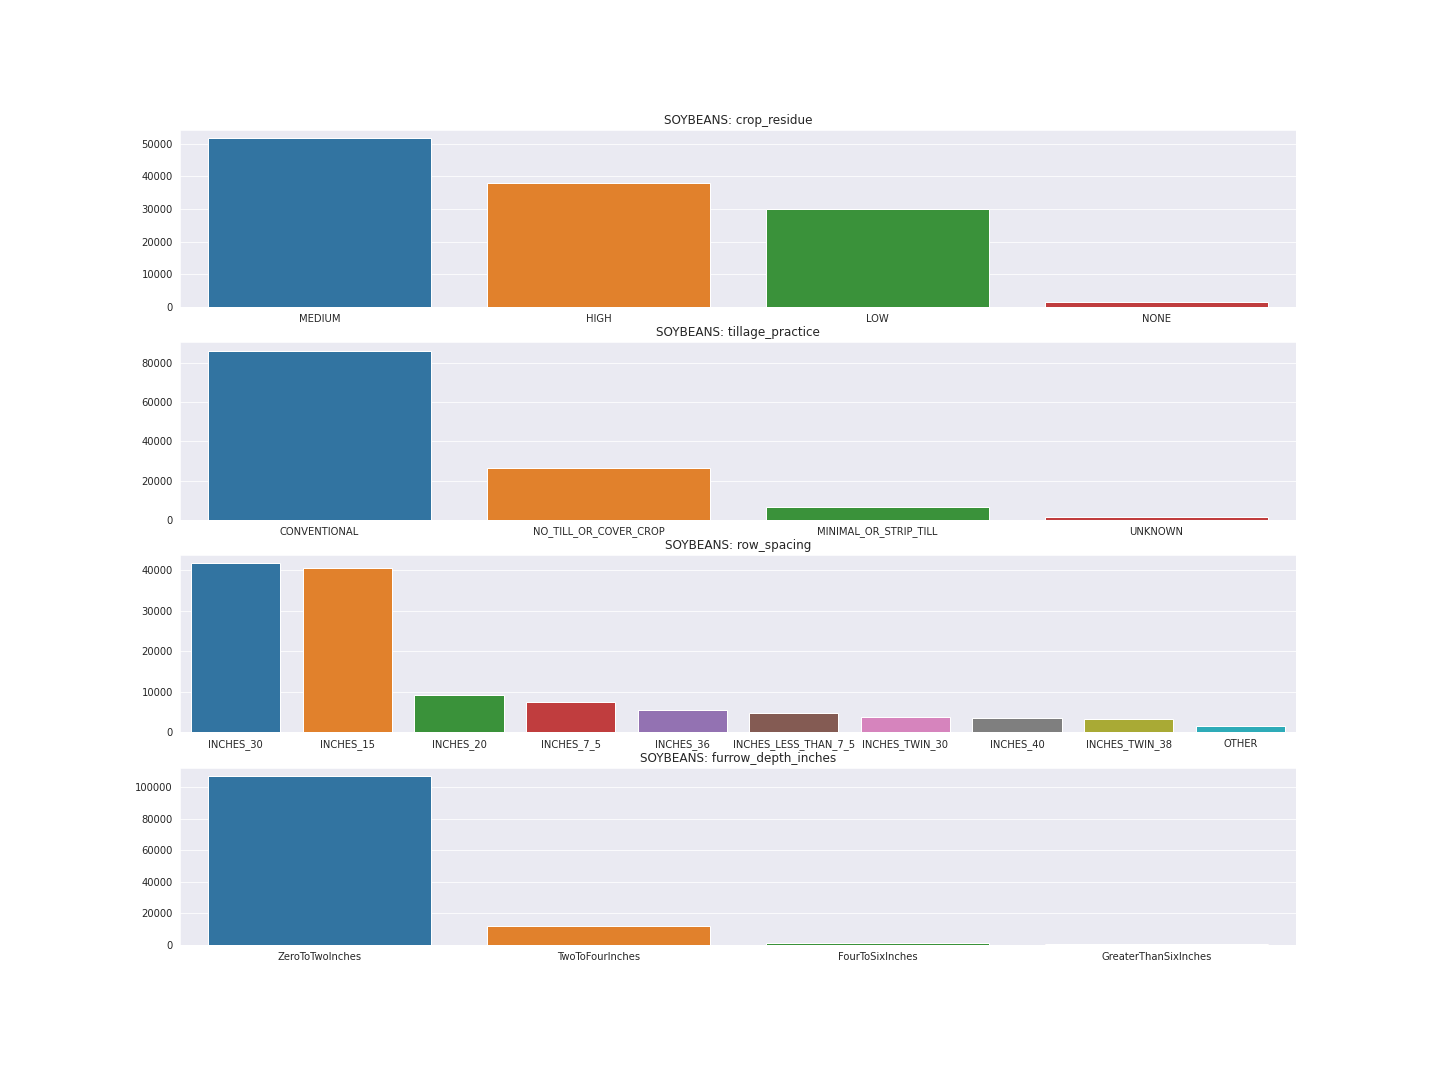 SOYBEANS: crop_residue
50000
40000
30000
20000
10000
0
MEDIUM HIGH LOW NONE
SOYBEANS: tillage_practice
80000
60000
40000
20000
0
CONVENTIONAL NO_TILL_OR_COVER_CROP MINIMAL_OR_STRIP_TILL UNKNOWN
SOYBEANS: row_spacing
40000
30000
20000
10000
0
INCHES_30 INCHES_15 INCHES_20 INCHES_7_5 INCHES_36 INCHES_LESS_THAN_7_5 INCHES_TWIN_30 INCHES_40 INCHES_TWIN_38 OTHER
SOYBEANS: furrow_depth_inches
100000
80000
60000
40000
20000
0
ZeroToTwoInches TwoToFourInches FourToSixInches GreaterThanSixInches